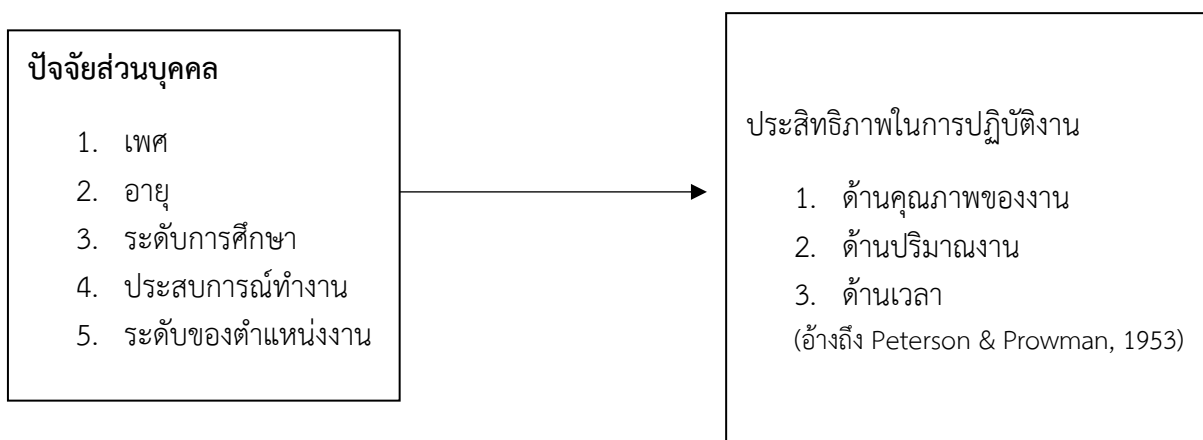 ปัจจัยส่วนบุคคล
1. เพศ
2. อายุ
3. ระดับการศึกษา
4. ประสบการณ์ทำงาน
5. ระดับของตำแหน่งงาน
ประสิทธิภาพในการปฏิบัติงาน
1. ด้านคุณภาพของงาน
2. ด้านปริมาณงาน
3. ด้านเวลา
(อ้างถึง Peterson & Prowman, 1953)